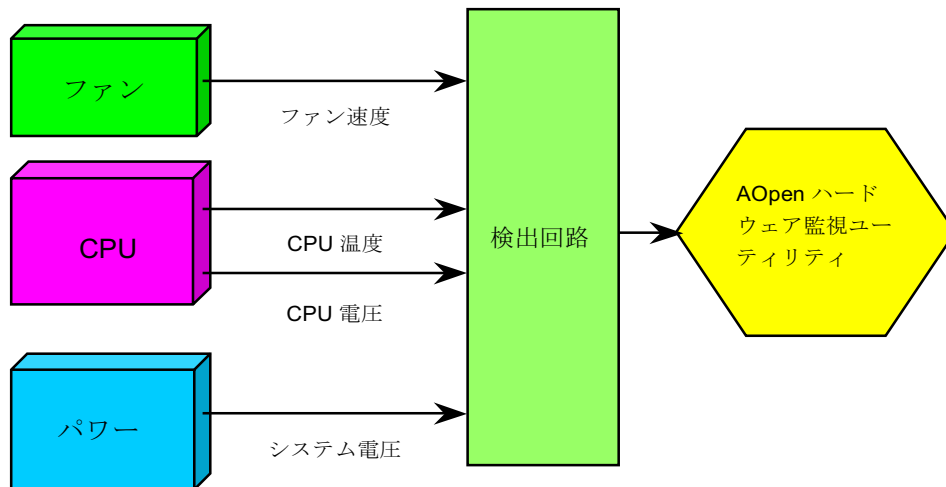 ファン
ファン速度
CPU
CPU 温度
CPU 電圧
パワー
システム電圧
検出回路
AOpen ハード
ウェア監視ユー
ティリティ